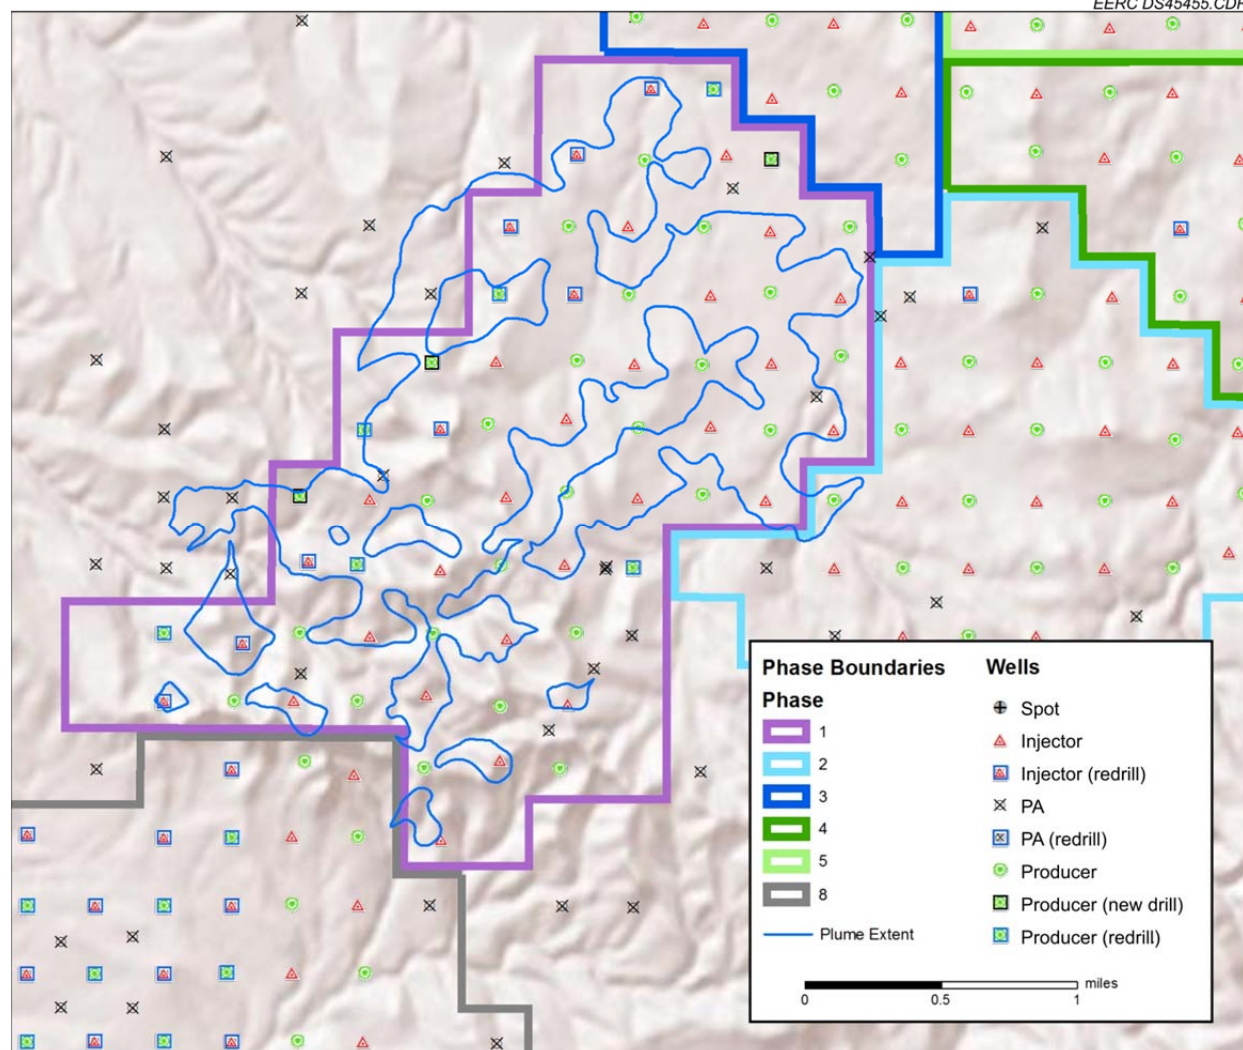 EERC DS45455.CDR
Phase Boundaries
Phase
1
2
3
4
5
8
Plume Extent
Wells
Spot
Injector
Injector (redrill)
PA
PA (redrill)
Producer
Producer (new drill)
Producer (redrill)
miles
0 0.5 1